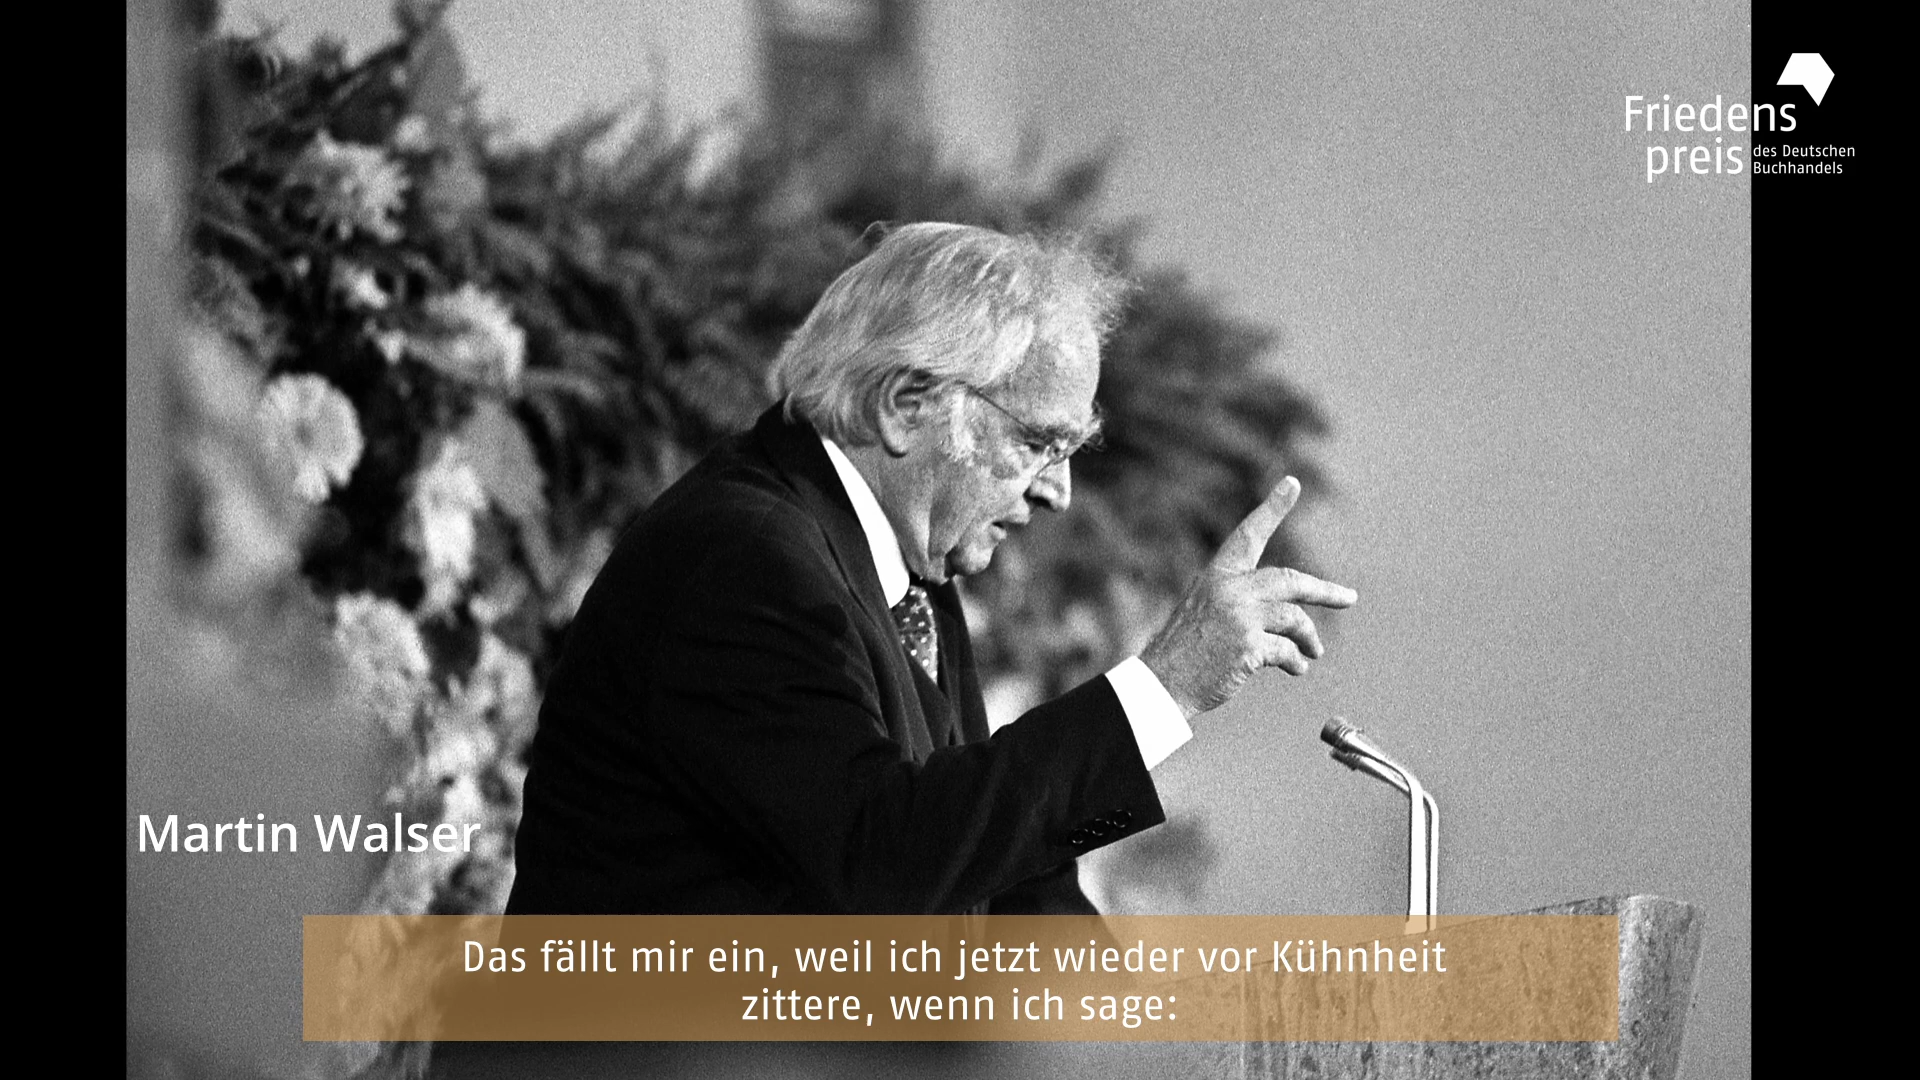 Friedens
preis des Deutschen
Buchhandels
Martin Walser
Das fällt mir ein, weil ich jetzt wieder vor Kühnheit
zittere, wenn ich sage: